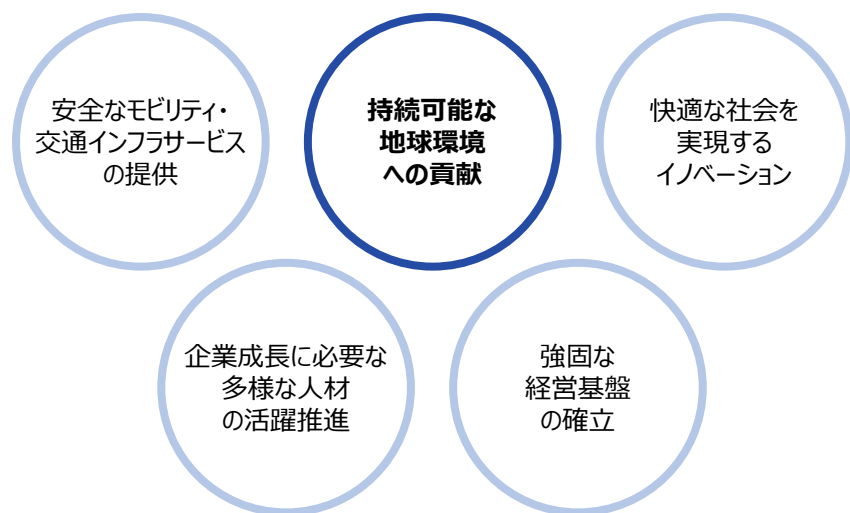 安全なモビリティ・
交通インフラサービス
の提供
持続可能な
地球環境
への貢献
快適な社会を
実現する
イノベーション
企業成長に必要な
多様な人材
の活躍推進
強固な
経営基盤
の確立